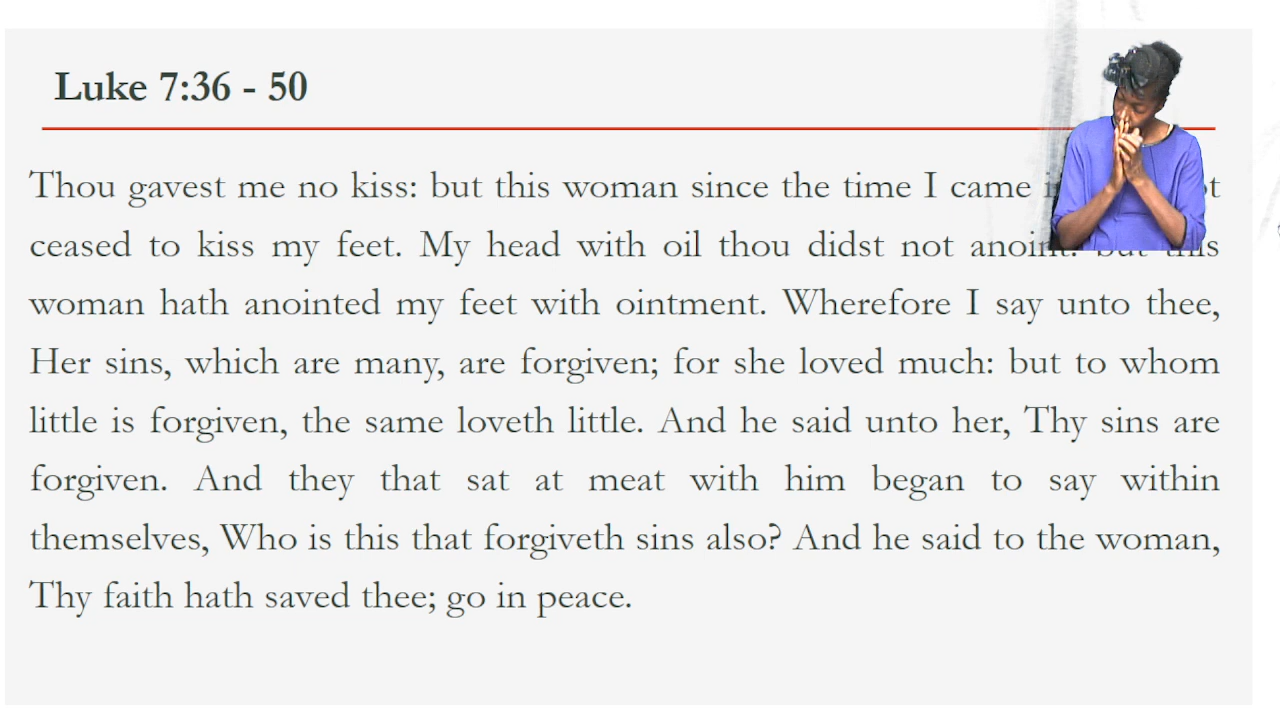 Luke 7:36 - 50
Thou gavest me no kiss: but this woman since the time I came
ceased to kiss my feet. My head with oil thou didst not anoint: but this
woman hath anointed my feet with ointment. Wherefore I say unto thee,
Her sins, which are many, are forgiven; for she loved much: but to whom
little is forgiven, the same loveth little. And he said unto her, Thy sins are
forgiven. And they that sat at meat with him began to say within
themselves, Who is this that forgiveth sins also? And he said to the woman,
Thy faith hath saved thee; go in peace.